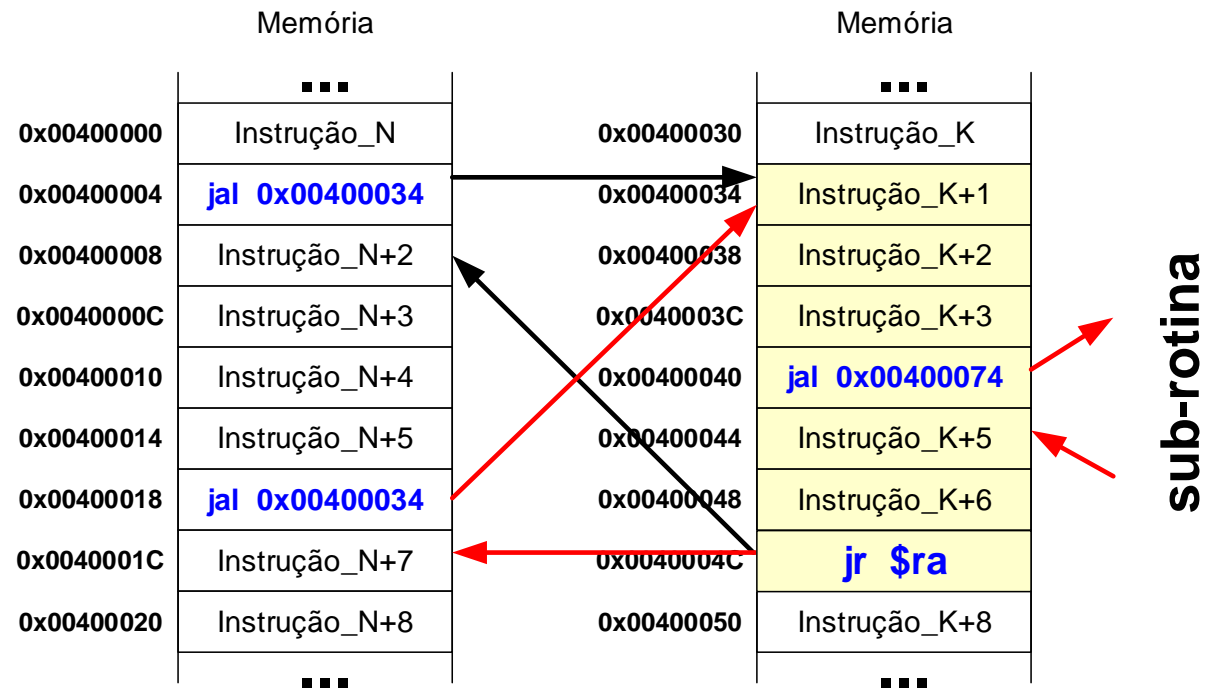 Memória Memória
... ...
0x00400000 Instrução_N 0x00400030 Instrução_K
0x00400004 jal 0x00400034 0x00400034 Instrução_K+1
0x00400008 Instrução_N+2 0x00400038 Instrução_K+2
0x0040000C Instrução_N+3 0x0040003C Instrução_K+3
0x00400010 Instrução_N+4 0x00400040 jal 0x00400074
0x00400014 Instrução_N+5 0x00400044 Instrução_K+5
0x00400018 jal 0x00400034 0x00400048 Instrução_K+6
0x0040001C Instrução_N+7 0x0040004C jr $ra
0x00400020 Instrução_N+8 0x00400050 Instrução_K+8
... ...
sub-rotina